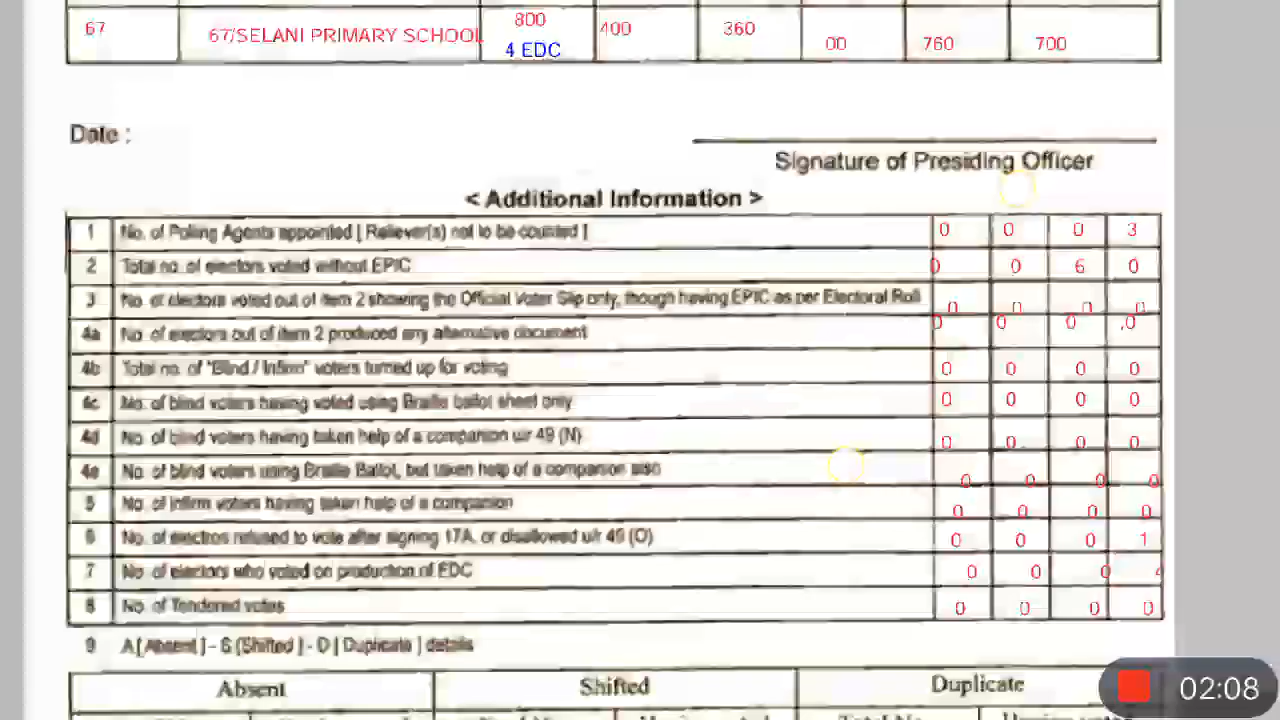 67 67/SELANI PRIMARY SCHOOL 800 400 360 00 760 700
4 EDC
Date :
Signature of Presiding Officer
< Additional Information >
1 No. of Polling Agents appointed [ Reliever(s) not to be counted ] 0 0 0 3
2 Total no. of electors voted without EPIC 0 0 6 0
3 No. of electors voted out of item 2 showing the Official Voter Slip only, though having EPIC as per Electoral Roll 0 0 0 0
4a No. of electors out of item 2 produced any alternative document 0 0 0 ,0
4b Total no. of "Blind / Infirm" voters turned up for voting 0 0 0 0
4c No. of blind voters having voted using Braille ballot sheet only 0 0 0 0
4d No. of blind voters having taken help of a companion u/r 49 (N) 0 0 0 0
4e No. of blind voters using Braille Ballot, but taken help of a companion also 0 0 0 0
5 No. of infirm voters having taken help of a companion 0 0 0 0
6 No. of electros refused to vote after signing 17A, or disallowed u/r 49 (O) 0 0 0 1
7 No. of electors who voted on production of EDC 0 0 0 4
8 No. of Tendered votes 0 0 0 0
9 A [ Absent ] - S [Shifted ] - D [ Duplicate ] details
Absent Shifted Duplicate
Total No.
02:08